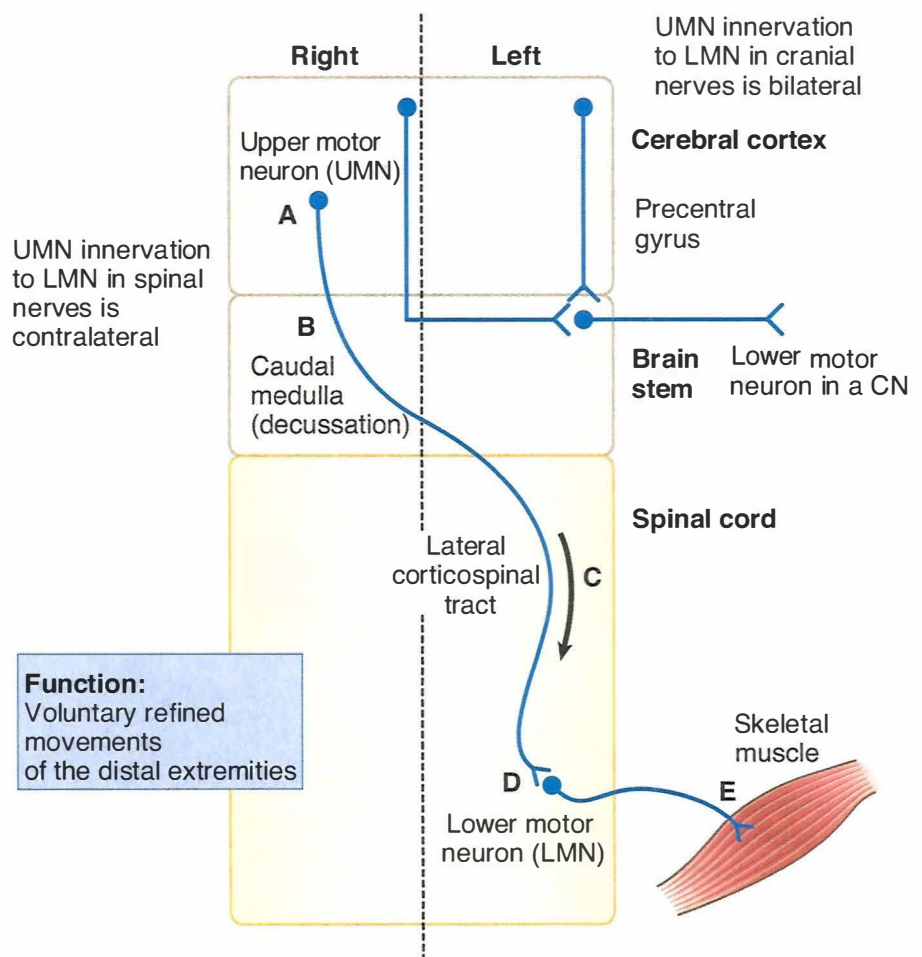 Right
Left
UMN innervation
to LMN in cranial
nerves is bilateral
Upper motor
neuron (UMN)
A
Cerebral cortex
Precentral
gyrus
UMN innervation
to LMN in spinal
nerves is
contralateral
B
Caudal
medulla
(decussation)
Brain
stem
Lower motor
neuron in a CN
Spinal cord
Lateral
corticospinal
tract
C
Function:
Voluntary refined
movements
of the distal extremities
Skeletal
muscle
D
E
Lower motor
neuron (LMN)